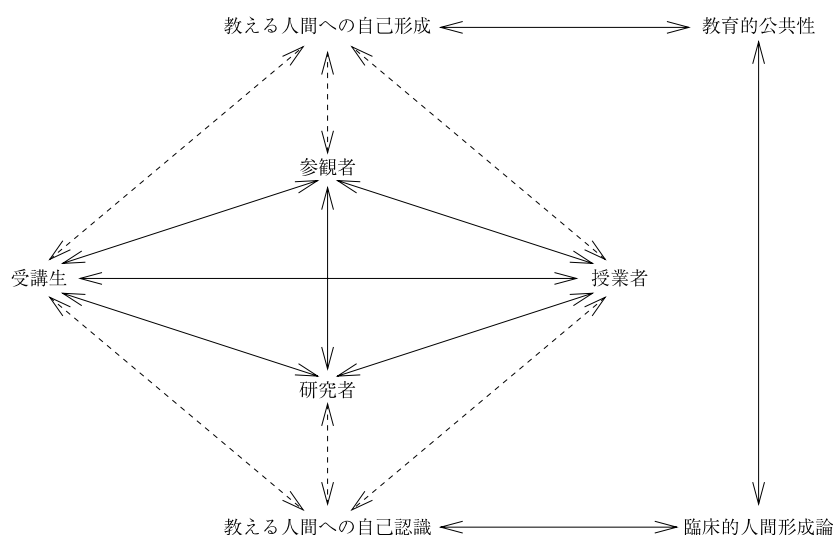 教える人間への自己形成
教育的公共性
参観者
受講生
授業者
研究者
教える人間への自己認識
臨床的人間形成論